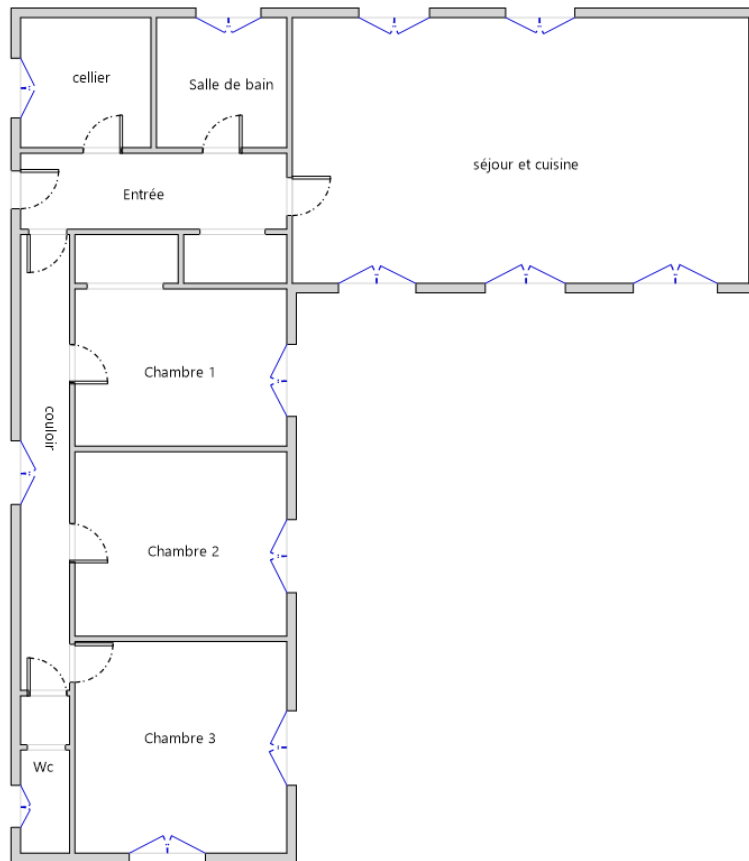 cellier
Salle de bain
séjour et cuisine
Entrée
Chambre 1
couloir
Chambre 2
Chambre 3
Wc